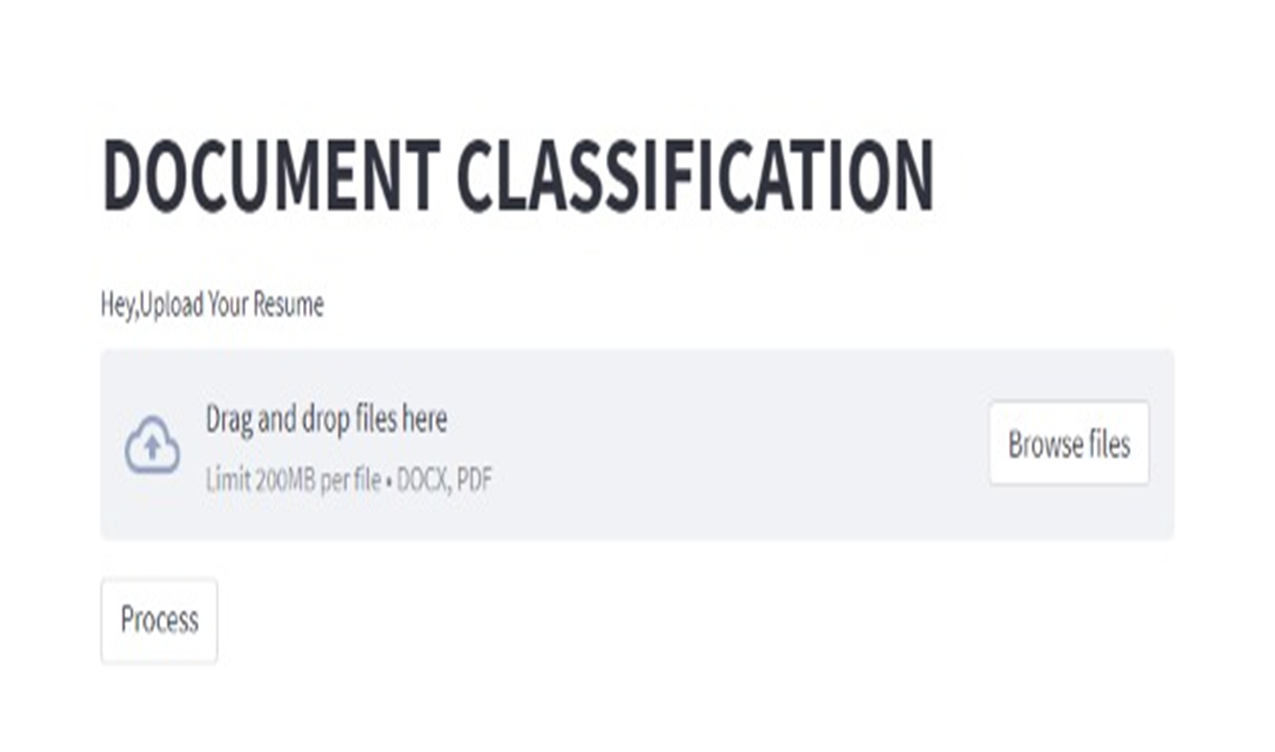 DOCUMENT CLASSIFICATION
Hey,Upload Your Resume
Drag and drop files here
Limit 200MB per file • DOCX, PDF
Browse files
Process